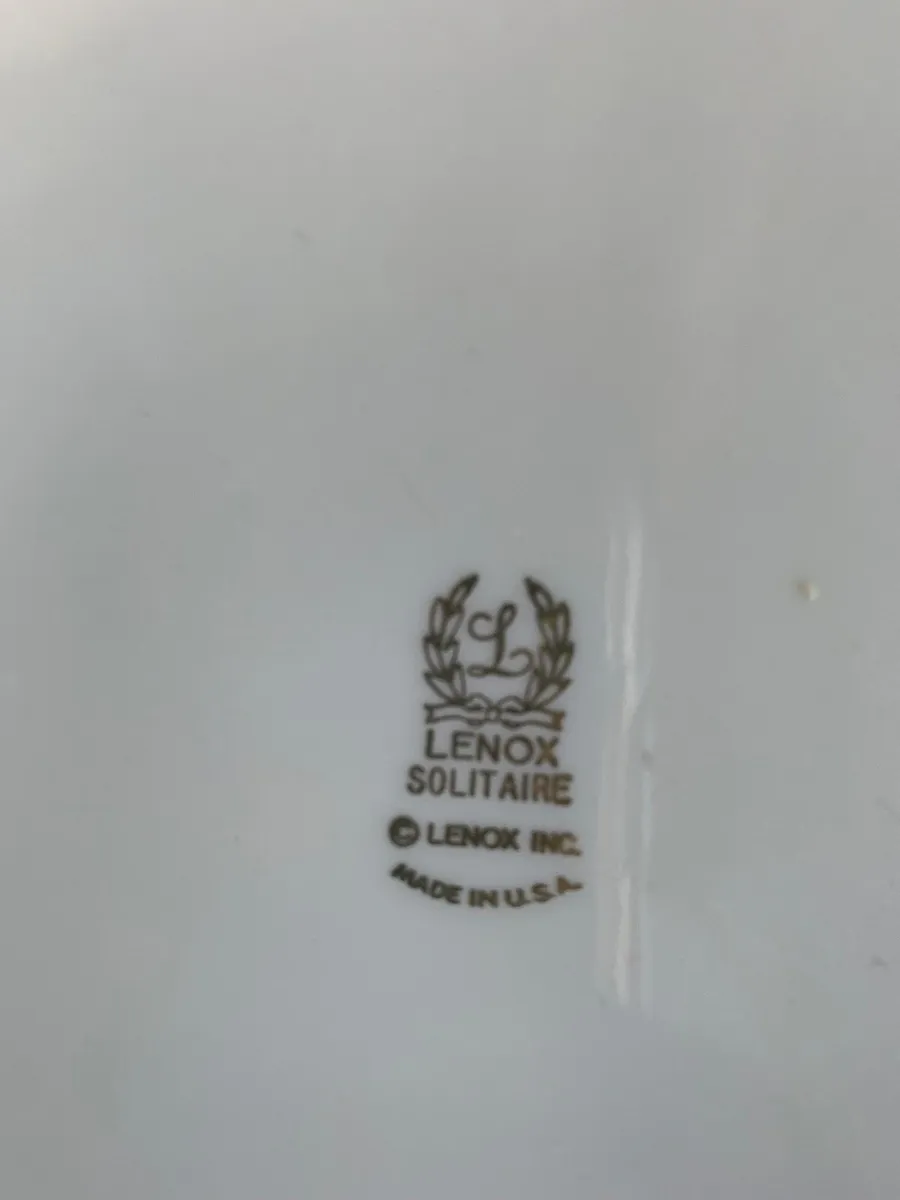 L
LENOX
SOLITAIRE
© LENOX INC.
MADE IN U.S.A.